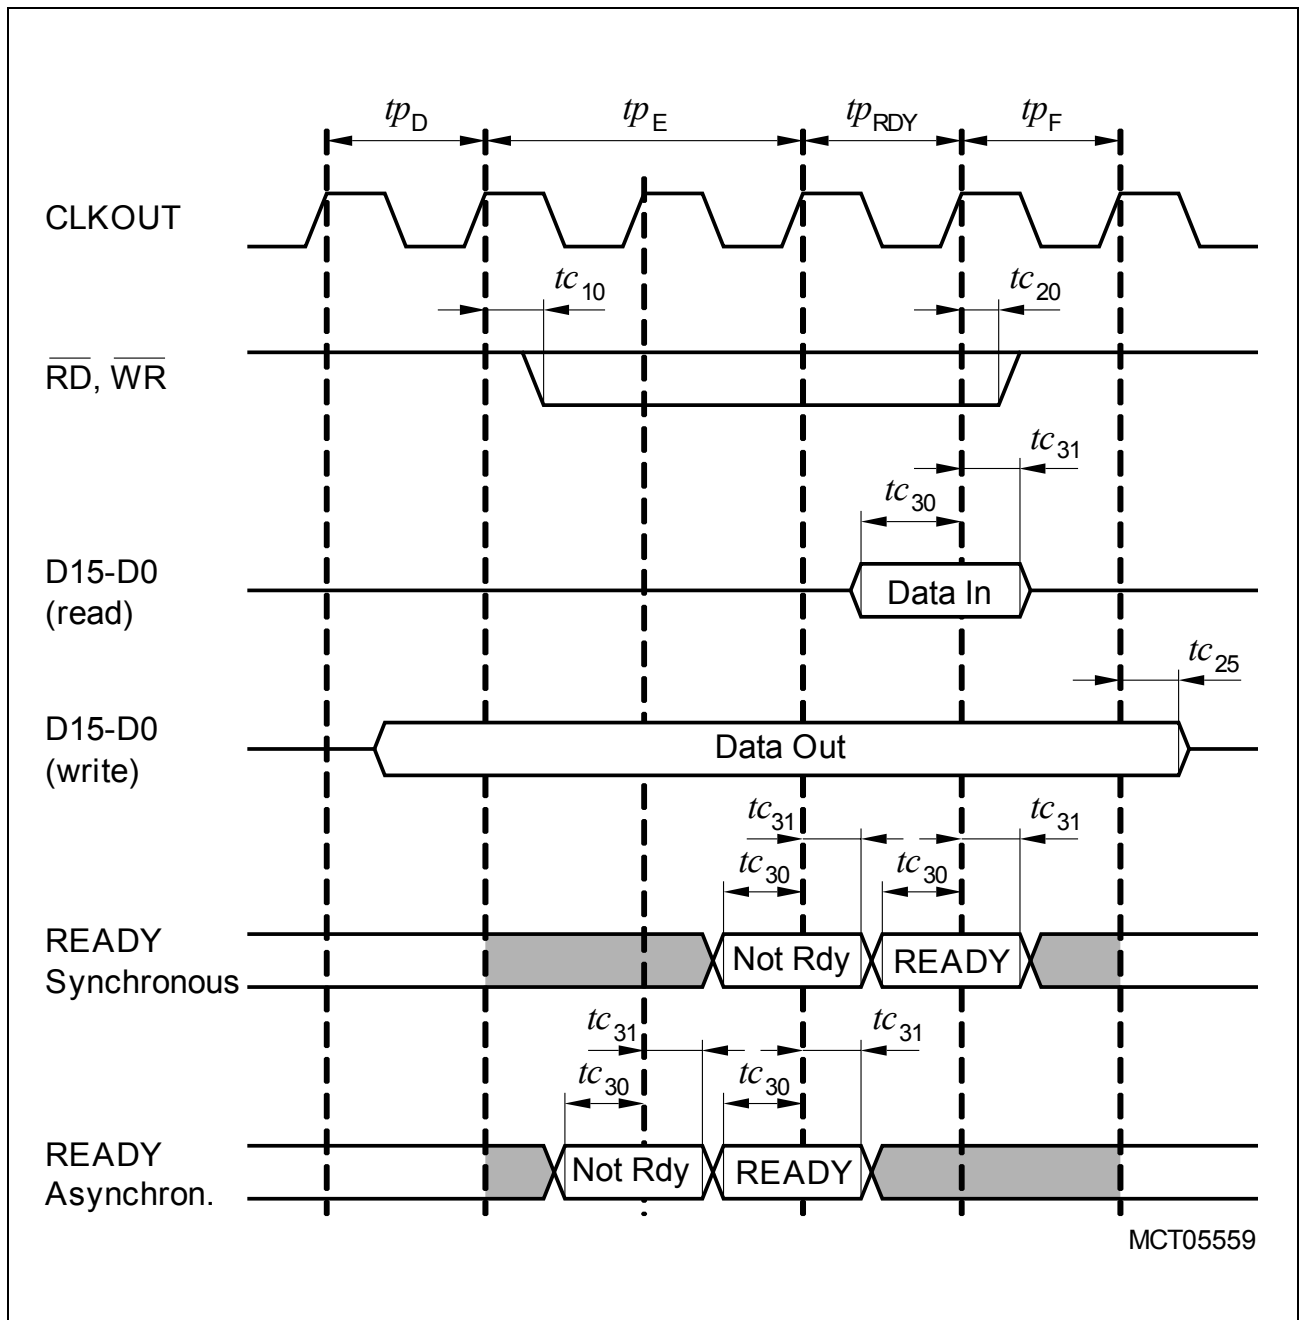 tpD tpE tpRDY tpF
CLKOUT
tc10 tc20
RD, WR
tc31
tc30
D15-D0
(read)
Data In
tc25
D15-D0
(write)
Data Out
tc31 tc31
tc30 tc30
READY
Synchronous
Not Rdy READY
tc31 tc31
tc30 tc30
READY
Asynchron.
Not Rdy READY
MCT05559